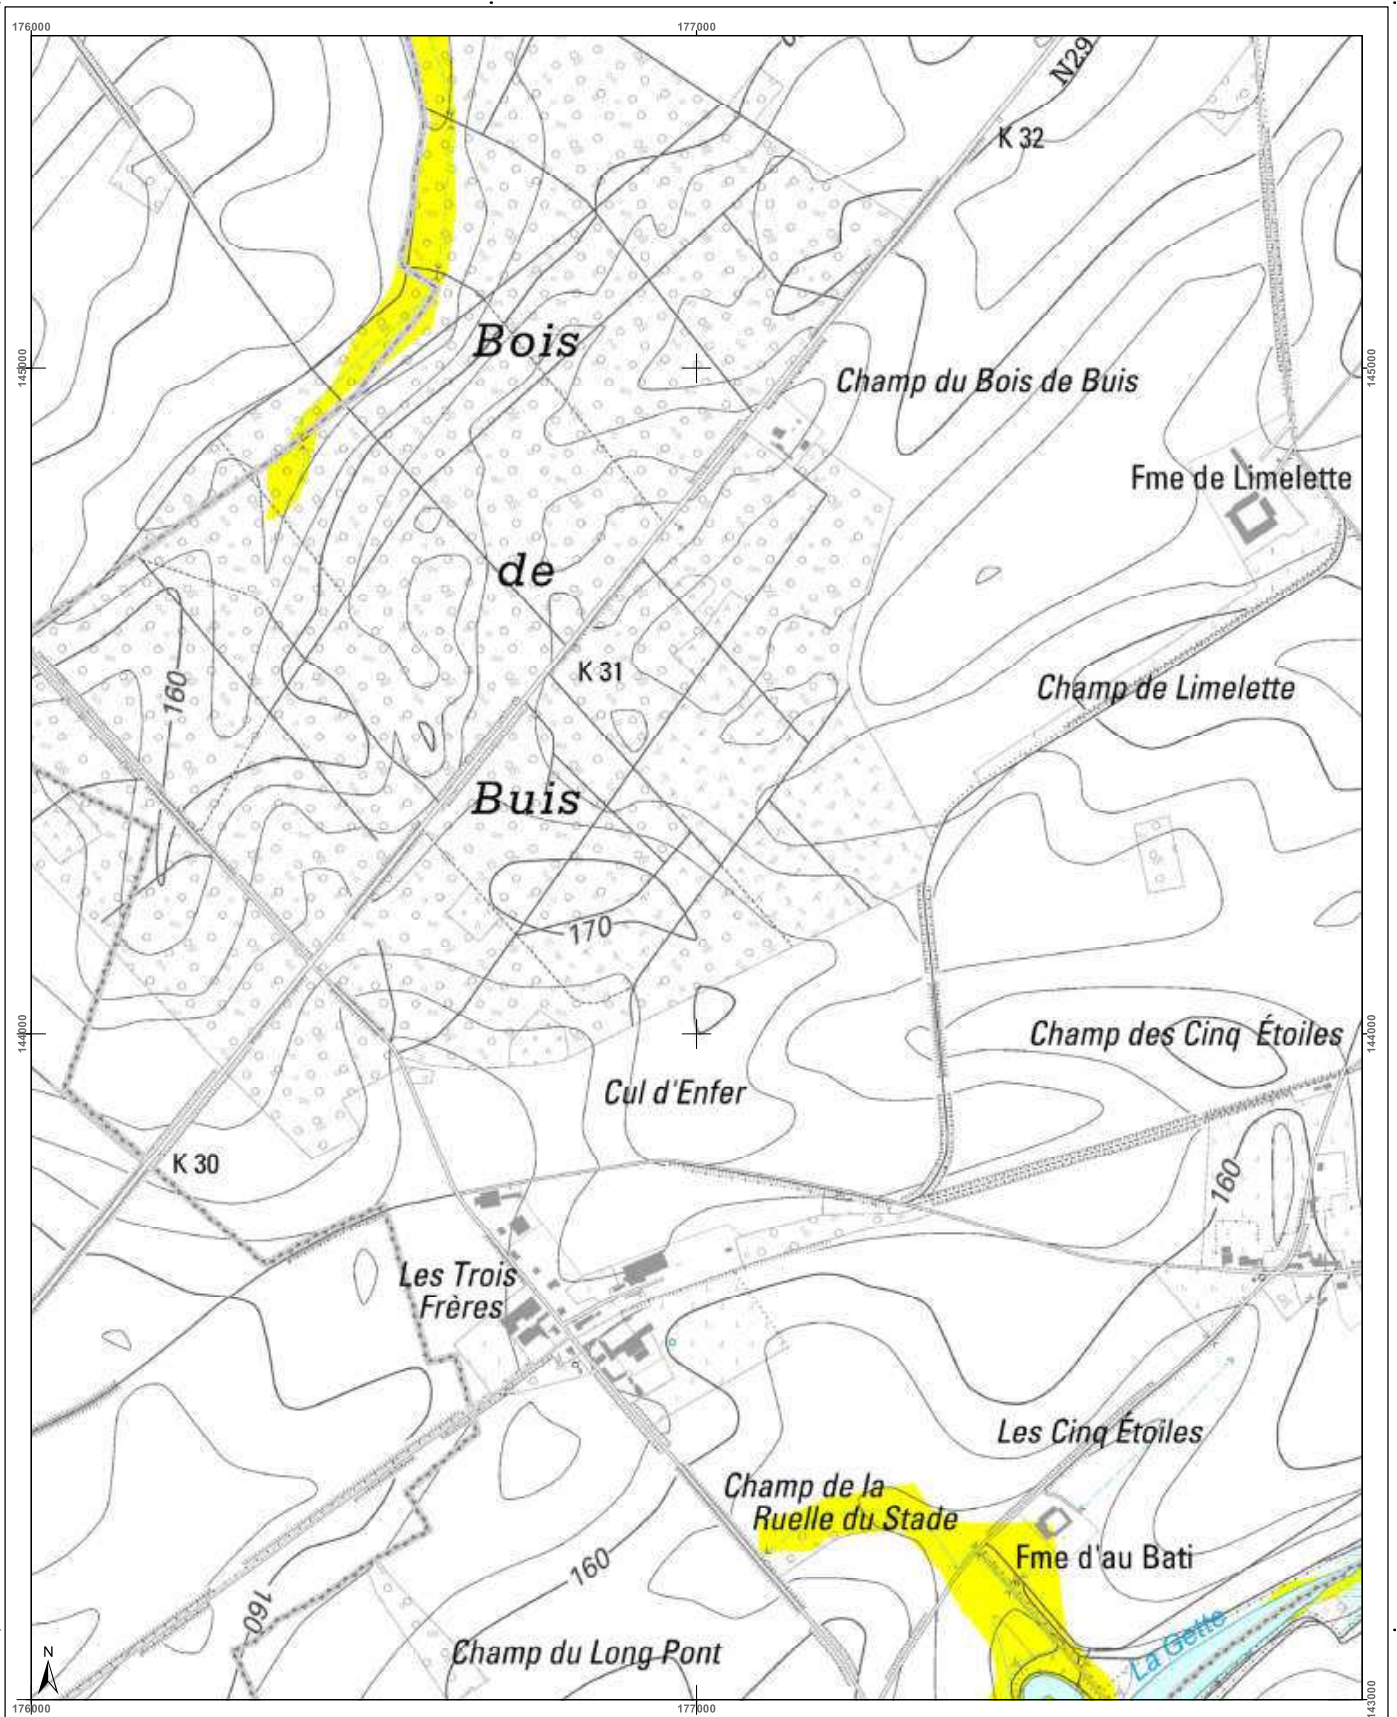 176000
177000
N29
K 32
Bois
145000
145000
Champ du Bois de Buis
Fme de Limelette
de
K 31
160
Champ de Limelette
Buis
170
144000
144000
Champ des Cinq Étoiles
Cul d'Enfer
K 30
160
Les Trois
Frères
Les Cinq Étoiles
Champ de la
Ruelle du Stade
Fme d'au Bati
160
160
La Gette
Champ du Long Pont
N
176000
177000
143000